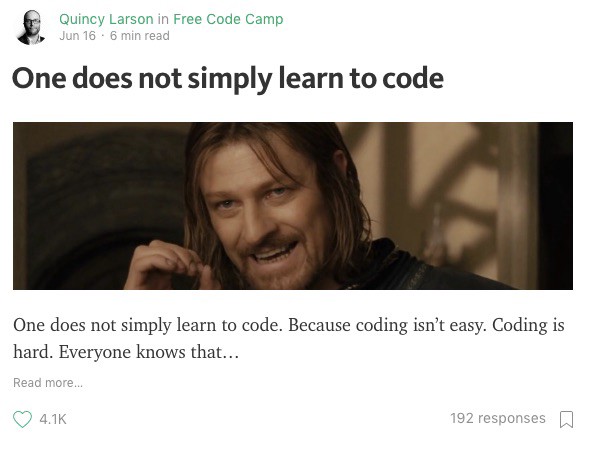 Quincy Larson in Free Code Camp
Jun 16 · 6 min read
One does not simply learn to code
One does not simply learn to code. Because coding isn’t easy. Coding is
hard. Everyone knows that…
Read more...
4.1K
192 responses